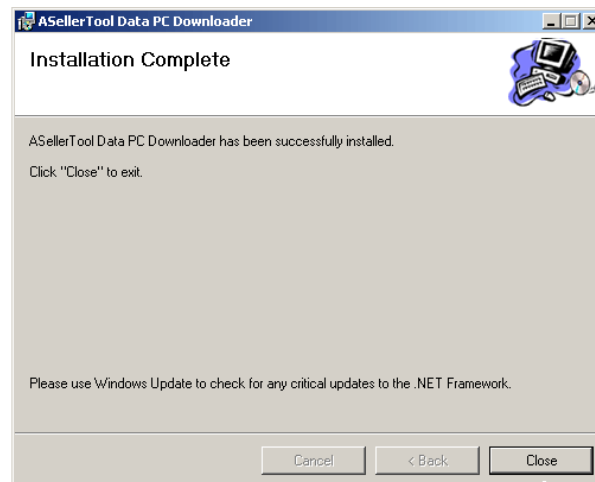 ASellerTool Data PC Downloader
Installation Complete
ASellerTool Data PC Downloader has been successfully installed.
Click "Close" to exit.
Please use Windows Update to check for any critical updates to the .NET Framework.
Cancel
< Back
Close